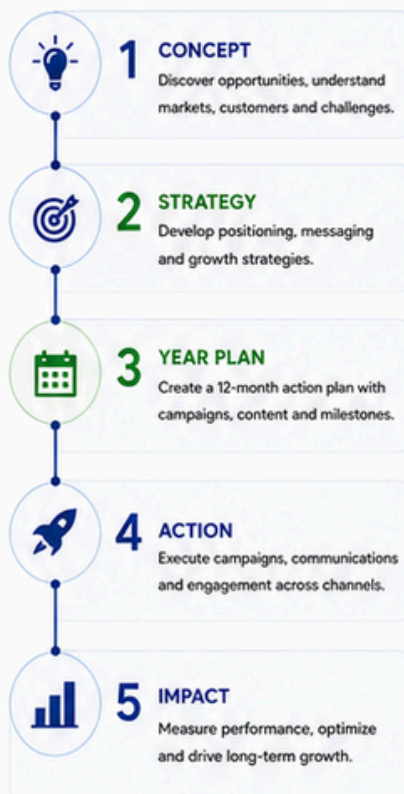 1 CONCEPT
Discover opportunities, understand
markets, customers and challenges.
2 STRATEGY
Develop positioning, messaging
and growth strategies.
3 YEAR PLAN
Create a 12-month action plan with
campaigns, content and milestones.
4 ACTION
Execute campaigns, communications
and engagement across channels.
5 IMPACT
Measure performance, optimize
and drive long-term growth.